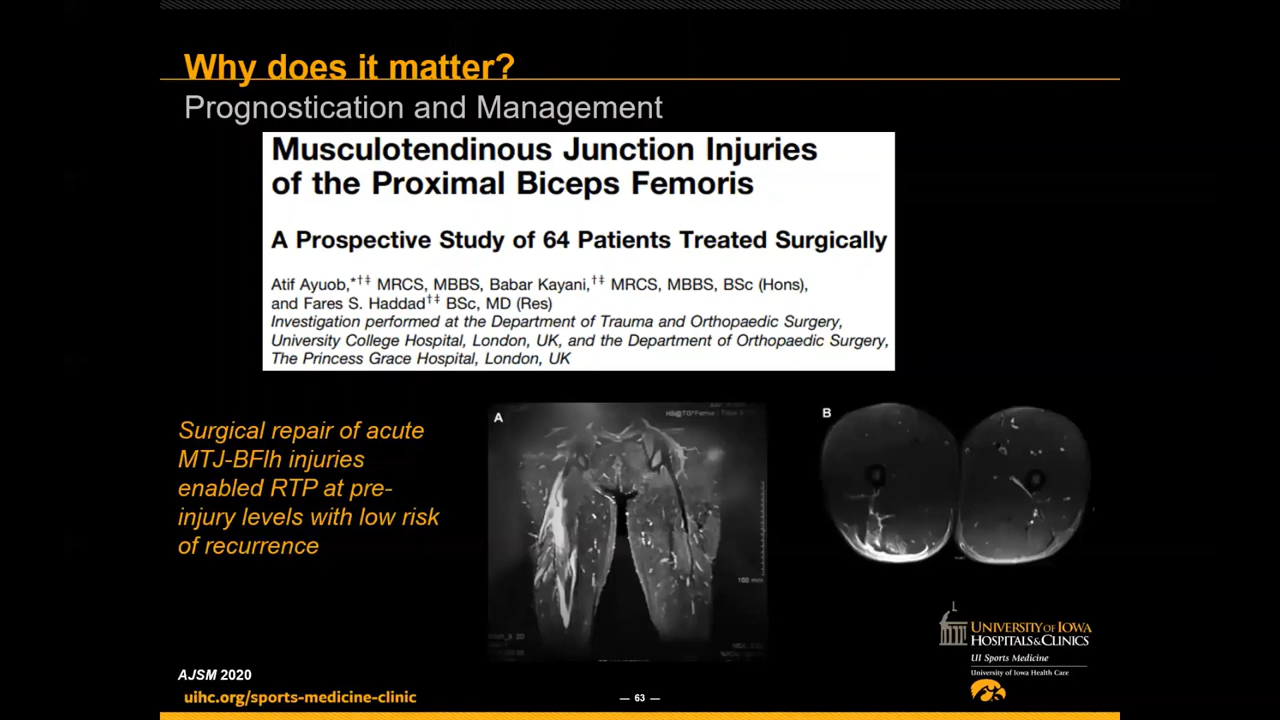 Why does it matter?
Prognostication and Management
Musculotendinous Junction Injuries
of the Proximal Biceps Femoris
A Prospective Study of 64 Patients Treated Surgically
Atif Ayuob,*†‡ MRCS, MBBS, Babar Kayani,†‡ MRCS, MBBS, BSc (Hons),
and Fares S. Haddad†‡ BSc, MD (Res)
Investigation performed at the Department of Trauma and Orthopaedic Surgery,
University College Hospital, London, UK, and the Department of Orthopaedic Surgery,
The Princess Grace Hospital, London, UK
Surgical repair of acute
MTJ-BFlh injuries
enabled RTP at pre-
injury levels with low risk
of recurrence
A
160 mm
B
L
UNIVERSITY OF IOWA
HOSPITALS & CLINICS
UI Sports Medicine
University of Iowa Health Care
AJSM 2020
uihc.org/sports-medicine-clinic
— 63 —